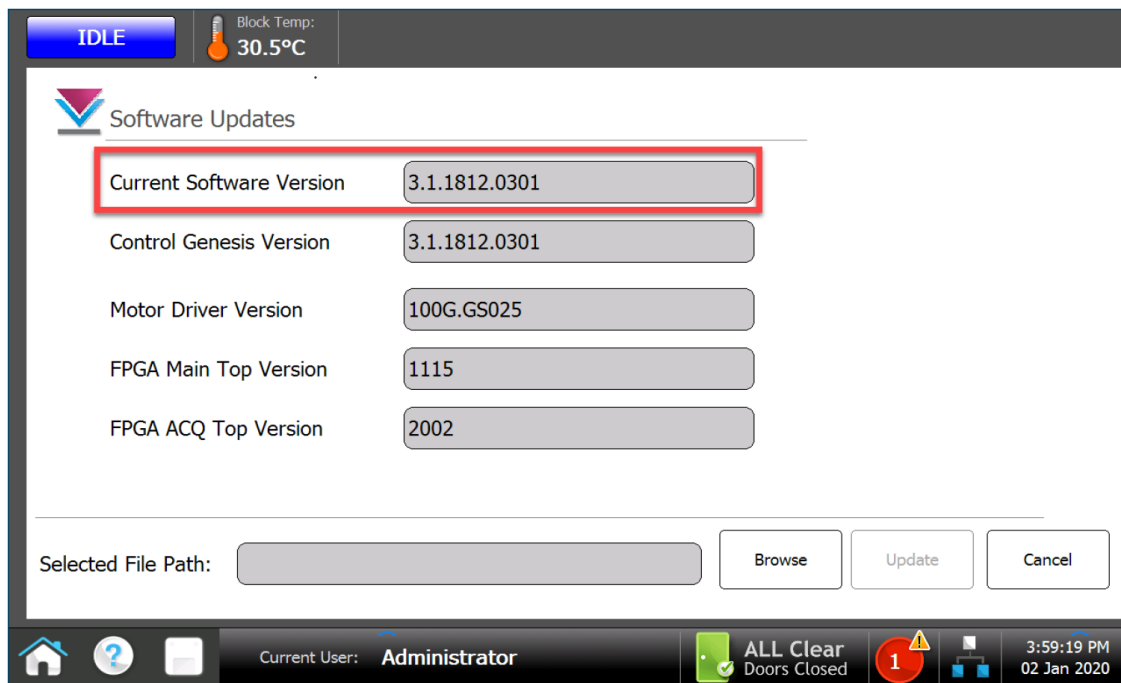 IDLE
Block Temp:
30.5°C
Software Updates
Current Software Version 3.1.1812.0301
Control Genesis Version 3.1.1812.0301
Motor Driver Version 100G.GS025
FPGA Main Top Version 1115
FPGA ACQ Top Version 2002
Selected File Path: Browse Update Cancel
? Current User: Administrator
ALL Clear
Doors Closed
1
3:59:19 PM
02 Jan 2020